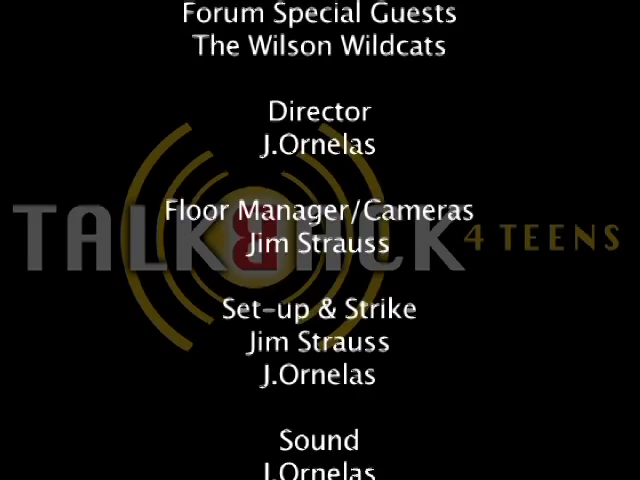 Forum Special Guests
The Wilson Wildcats
Director
J.Ornelas
Floor Manager/Cameras
Jim Strauss
TALKBACK 4 TEENS
Set-up & Strike
Jim Strauss
J.Ornelas
Sound
J.Ornelas